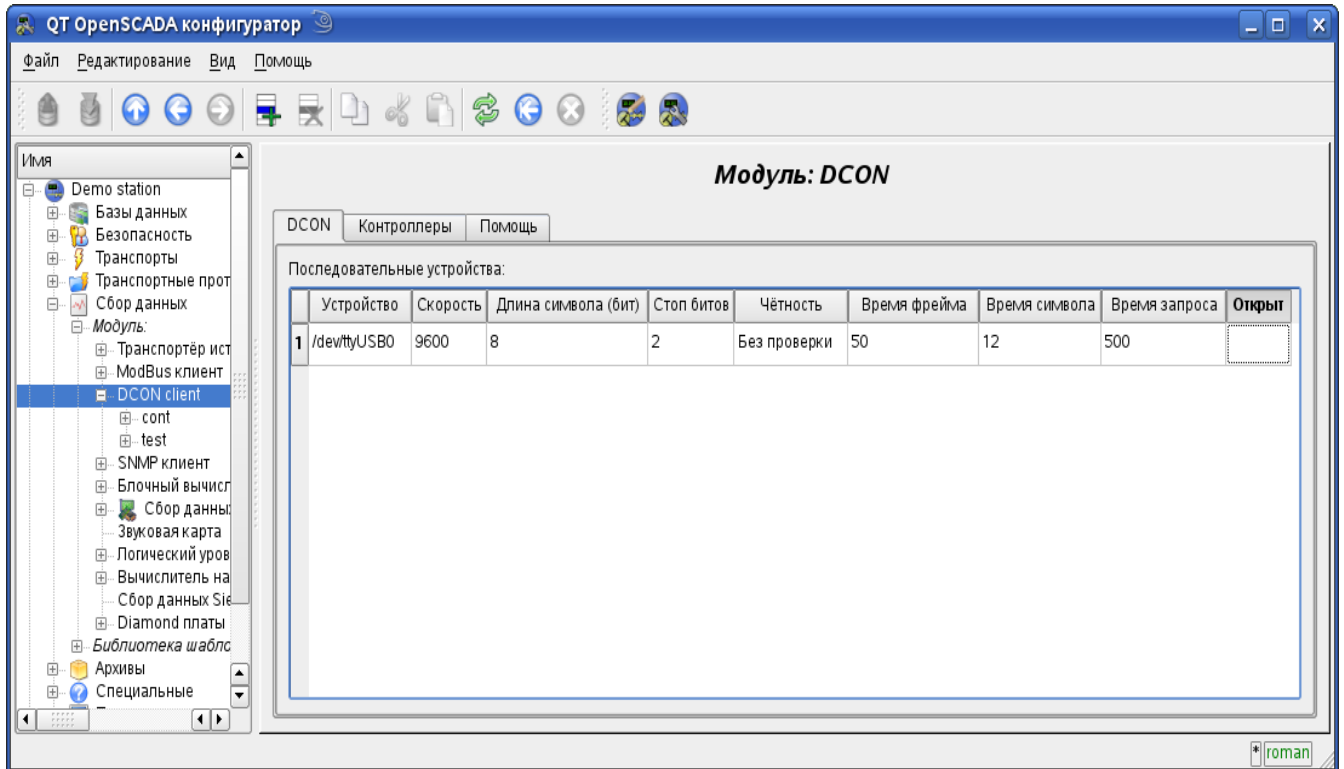 QT OpenSCADA конфигуратор
Файл Редактирование Вид Помощь
Имя
Demo station
Базы данных
Безопасность
Транспорты
Транспортные прот
Сбор данных
Модуль:
Транспортёр ист
ModBus клиент
DCON client
cont
test
SNMP клиент
Блочный вычисл
Сбор данны
Звуковая карта
Логический уров
Вычислитель на
Сбор данных Sie
Diamond платы
Библиотека шабло
Архивы
Специальные
Модуль: DCON
DCON Контроллеры Помощь
Последовательные устройства:
Устройство Скорость Длина символа (бит) Стоп битов Чётность Время фрейма Время символа Время запроса Открыт
1 /dev/ttyUSB0 9600 8 2 Без проверки 50 12 500
* roman